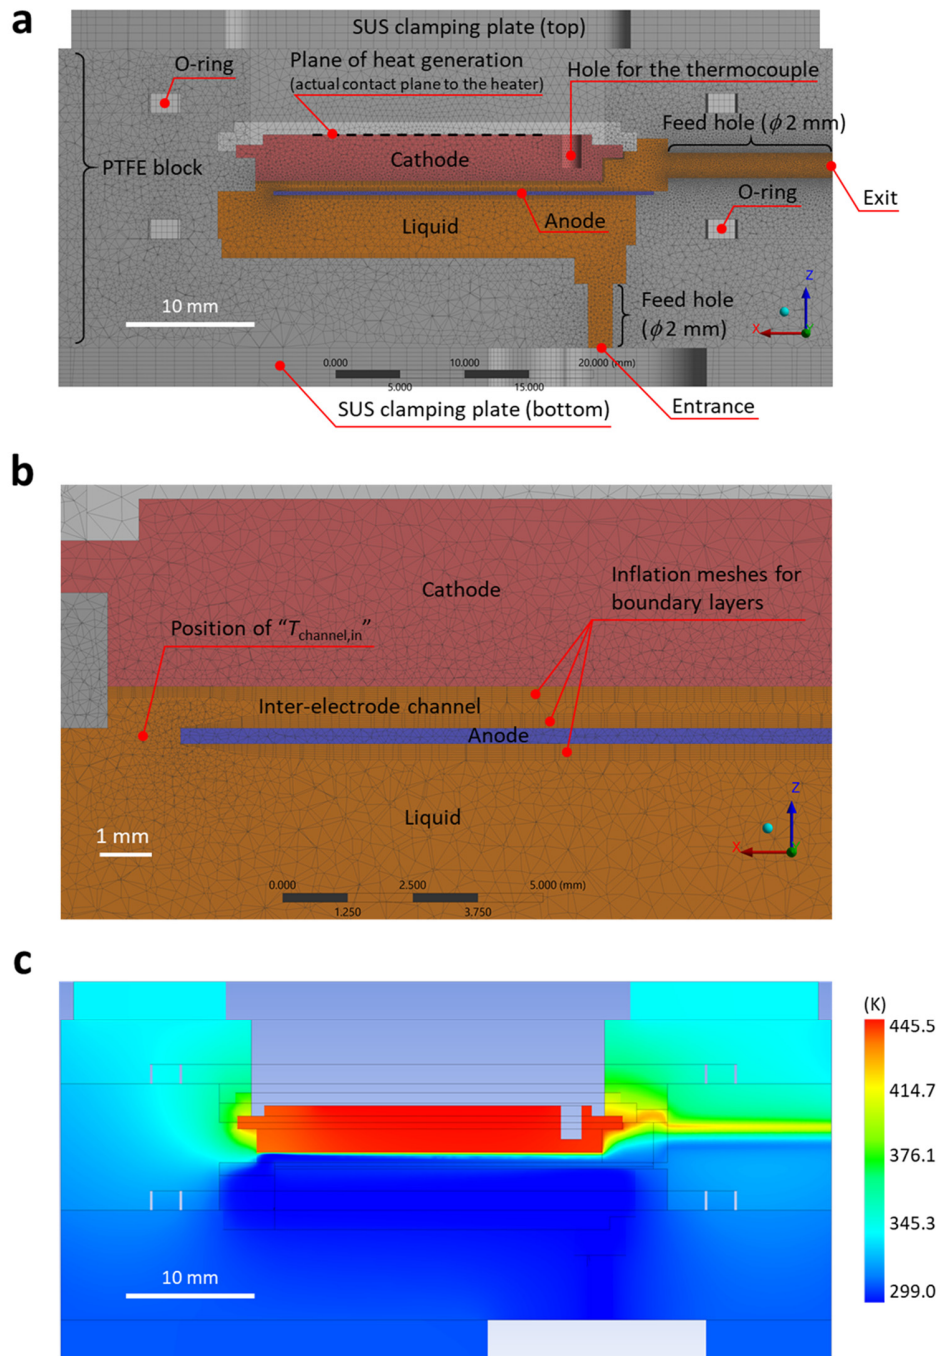 a
SUS clamping plate (top)
O-ring
Plane of heat generation
(actual contact plane to the heater)
Hole for the thermocouple
Feed hole (ϕ2 mm)
Cathode
PTFE block
Exit
O-ring
Anode
Liquid
10 mm
Feed hole
(ϕ2 mm)
Z
X
0.000 10.000 20.000 (mm)
5.000 15.000
SUS clamping plate (bottom)
Entrance
b
Cathode
Inflation meshes for
boundary layers
Position of “Tchannel,in”
Inter-electrode channel
Anode
Liquid
1 mm
Z
X
0.000 2.500 5.000 (mm)
1.250 3.750
c
(K)
445.5
414.7
376.1
345.3
299.0
10 mm